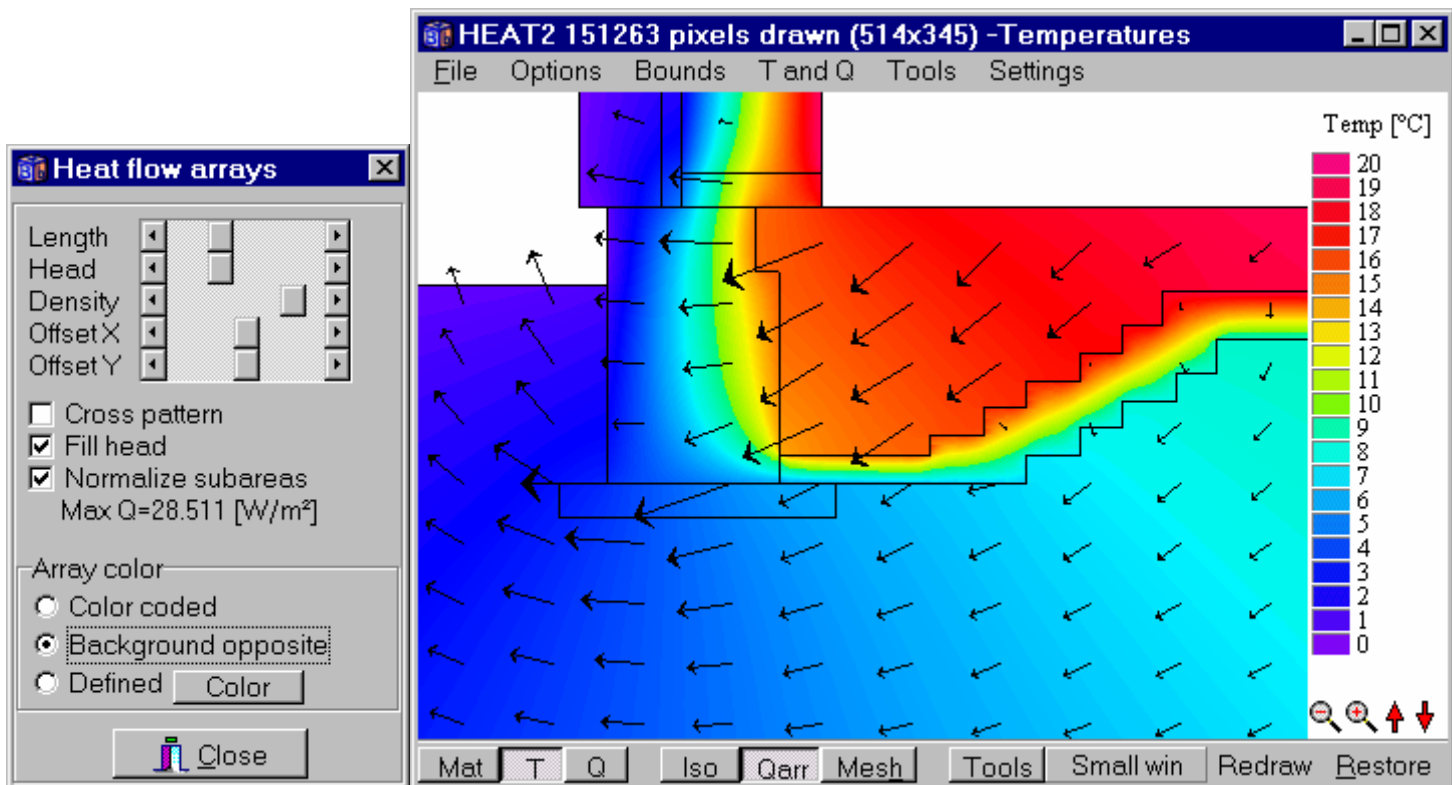 Heat flow arrays
Length
Head
Density
Offset X
Offset Y
Cross pattern
Fill head
Normalize subareas
Max Q=28.511 [W/m²]
Array color
Color coded
Background opposite
Defined Color
Close
HEAT2 151263 pixels drawn (514x345) -Temperatures
File Options Bounds T and Q Tools Settings
Temp [°C]
20
19
18
17
16
15
14
13
12
11
10
9
8
7
6
5
4
3
2
1
0
Mat T Q Iso Qarr Mesh Tools Small win Redraw Restore